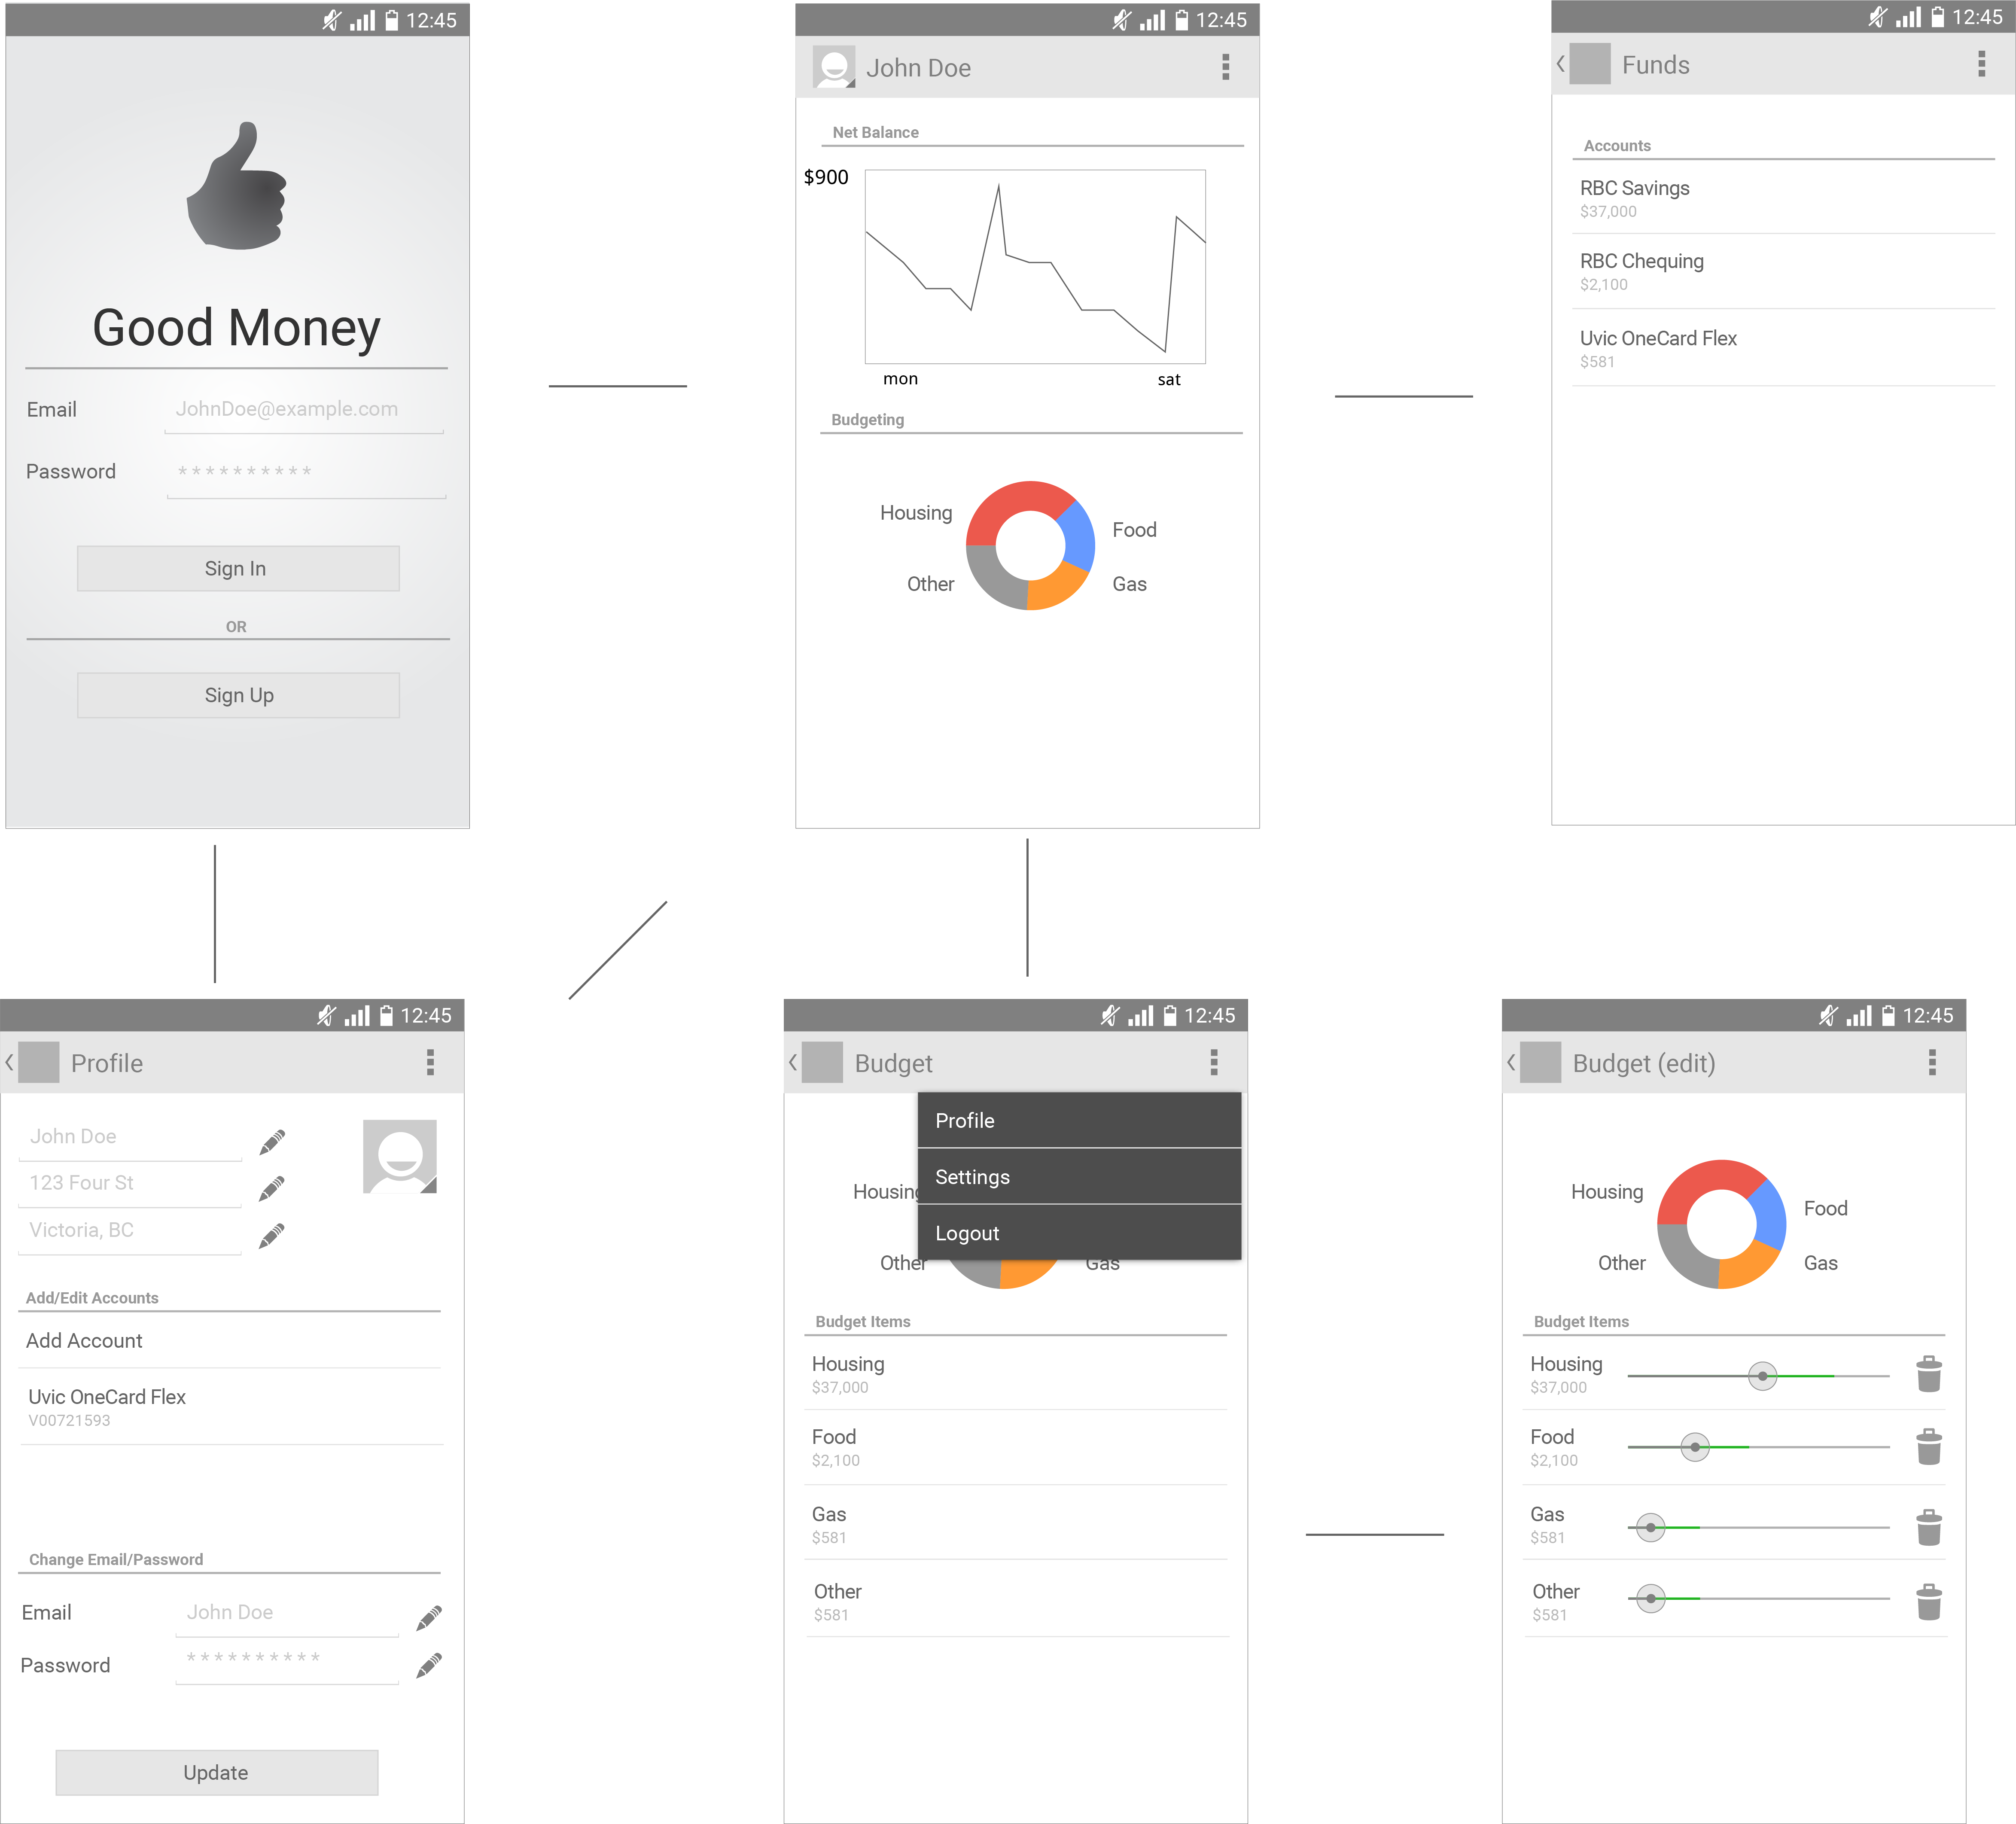 12:45
Good Money
Email JohnDoe@example.com
Password **********
Sign In
OR
Sign Up
12:45
John Doe
Net Balance
$900
mon sat
Budgeting
Housing
Food
Other
Gas
12:45
Funds
Accounts
RBC Savings
$37,000
RBC Chequing
$2,100
Uvic OneCard Flex
$581
12:45
Profile
John Doe
123 Four St
Victoria, BC
Add/Edit Accounts
Add Account
Uvic OneCard Flex
V00721593
Change Email/Password
Email John Doe
Password **********
Update
12:45
Budget
Profile
Settings
Logout
Housing
Other
Gas
Budget Items
Housing
$37,000
Food
$2,100
Gas
$581
Other
$581
12:45
Budget (edit)
Housing
Food
Other
Gas
Budget Items
Housing
$37,000
Food
$2,100
Gas
$581
Other
$581